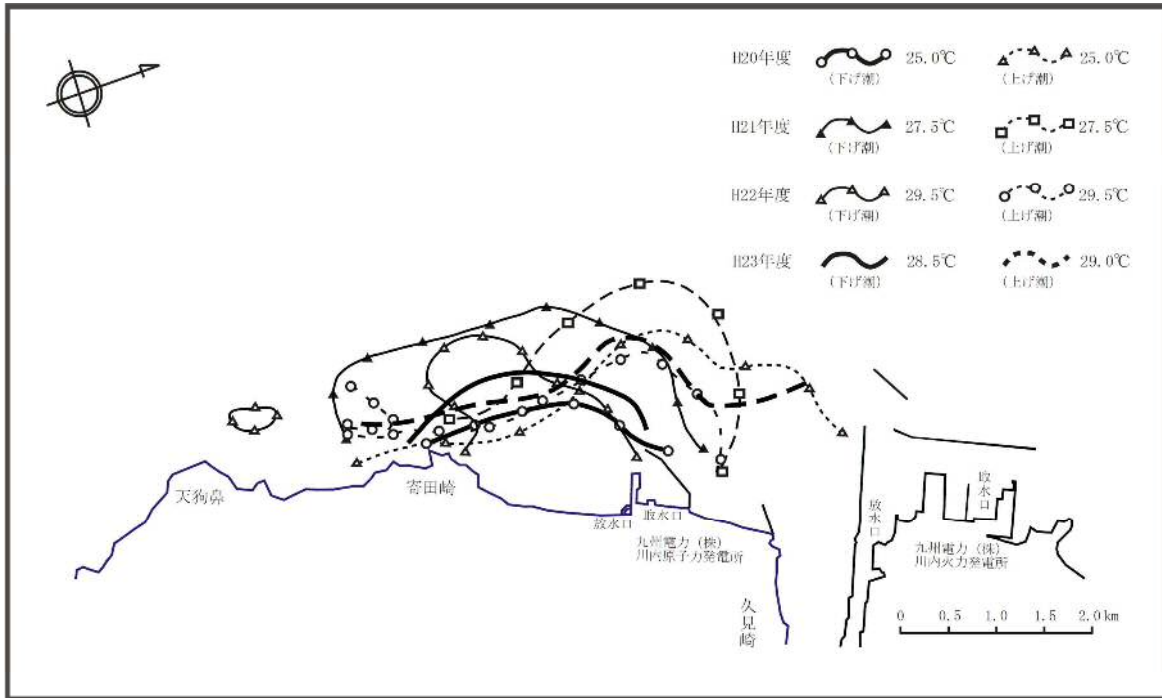 H20年度 25.0℃ 25.0℃
(下げ潮) (上げ潮)
H21年度 27.5℃ 27.5℃
(下げ潮) (上げ潮)
H22年度 29.5℃ 29.5℃
(下げ潮) (上げ潮)
H23年度 28.5℃ 29.0℃
(下げ潮) (上げ潮)
天狗鼻
寄田崎
放水口
取水口
九州電力(株)
川内原子力発電所
久見崎
放水口
取水口
九州電力(株)
川内火力発電所
0 0.5 1.0 1.5 2.0km